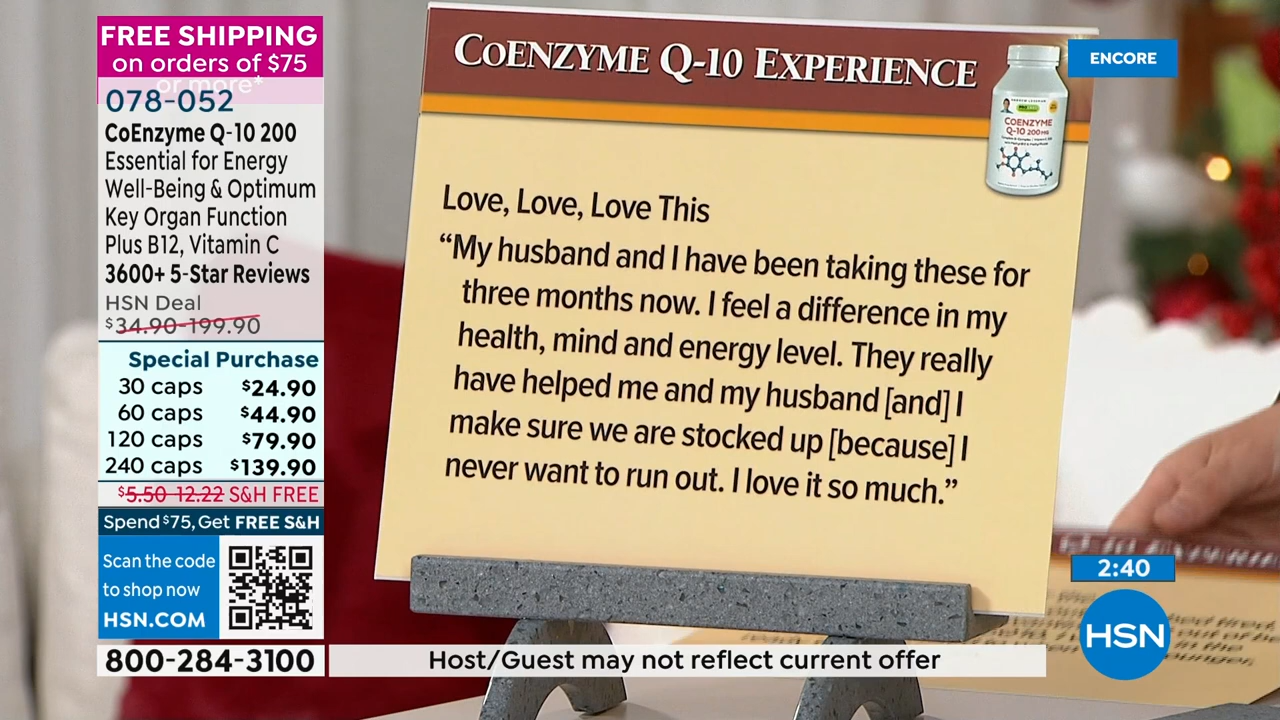 FREE SHIPPING
on orders of $75
or more*
078-052
CoEnzyme Q-10 200
Essential for Energy
Well-Being & Optimum
Key Organ Function
Plus B12, Vitamin C
3600+ 5-Star Reviews
HSN Deal
$34.90-199.90
Special Purchase
30 caps $24.90
60 caps $44.90
120 caps $79.90
240 caps $139.90
$5.50-12.22 S&H FREE
Spend $75, Get FREE S&H
Scan the code
to shop now
HSN.COM
800-284-3100
COENZYME Q-10 EXPERIENCE
COENZYME
Q-10 200 MG
Love, Love, Love This
“My husband and I have been taking these for
three months now. I feel a difference in my
health, mind and energy level. They really
have helped me and my husband [and] I
make sure we are stocked up [because] I
never want to run out. I love it so much.”
ENCORE
2:40
HSN
Host/Guest may not reflect current offer